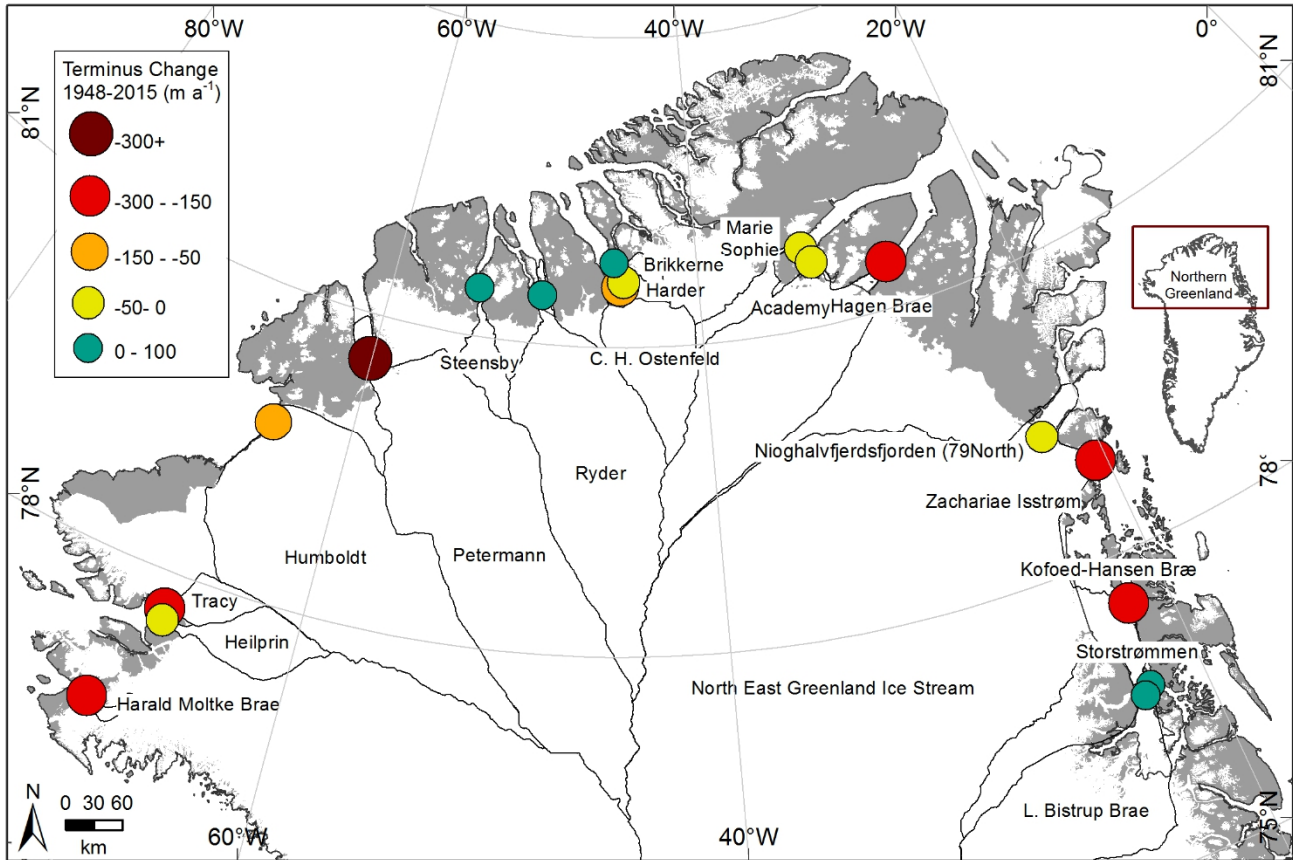 80°W
60°W
40°W
20°W
0°
81°N
81°N
Terminus Change
1948-2015 (m a⁻¹)
-300+
-300 - -150
-150 - -50
-50- 0
0 - 100
Northern
Greenland
Marie
Sophie
Brikkerne
Harder
Academy
Hagen Brae
Steensby
C. H. Ostenfeld
Nioghalvfjerdsfjorden (79North)
78°
Zachariae Isstrøm
78°N
Ryder
Humboldt
Petermann
Kofoed-Hansen Bræ
Tracy
Heilprin
Storstrømmen
North East Greenland Ice Stream
Harald Moltke Brae
N
0 30 60
km
L. Bistrup Brae
75°N
60°W
40°W